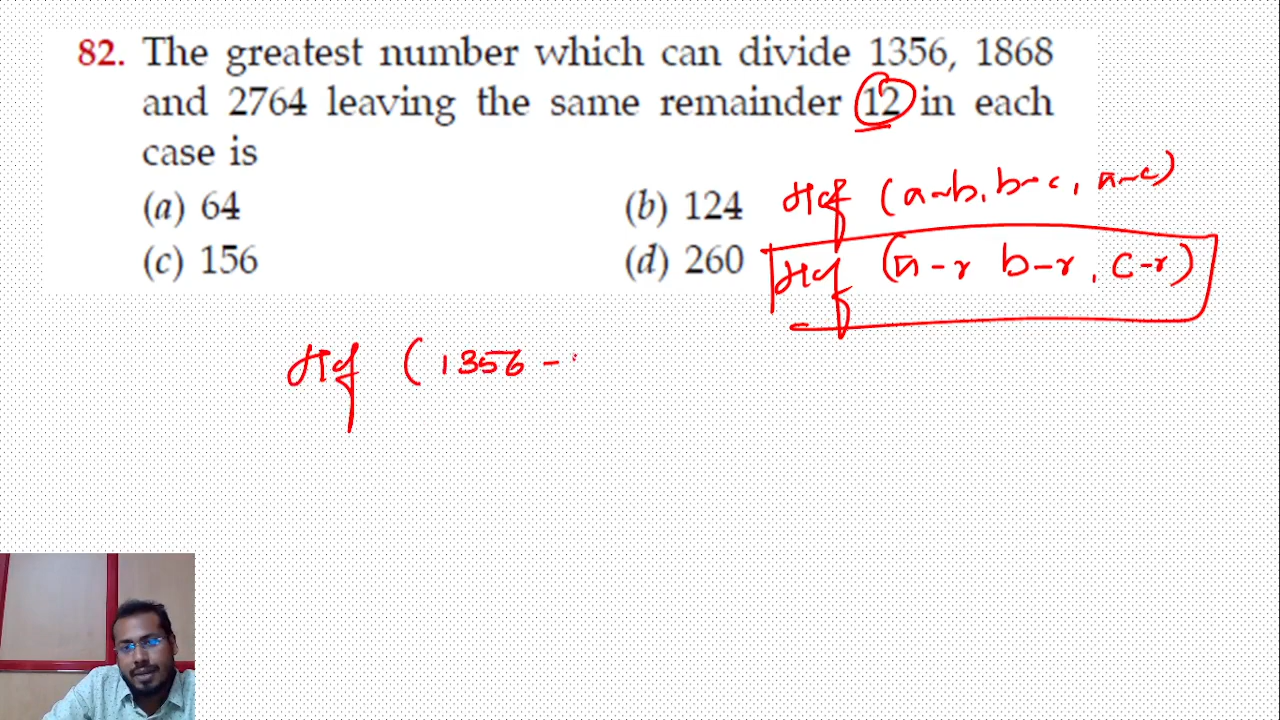 82. The greatest number which can divide 1356, 1868
and 2764 leaving the same remainder 12 in each
case is
(a) 64 (b) 124
(c) 156 (d) 260
Hcf (a~b, b~c, a~c)
Hcf (a-r b-r, c-r)
Hcf (1356 -